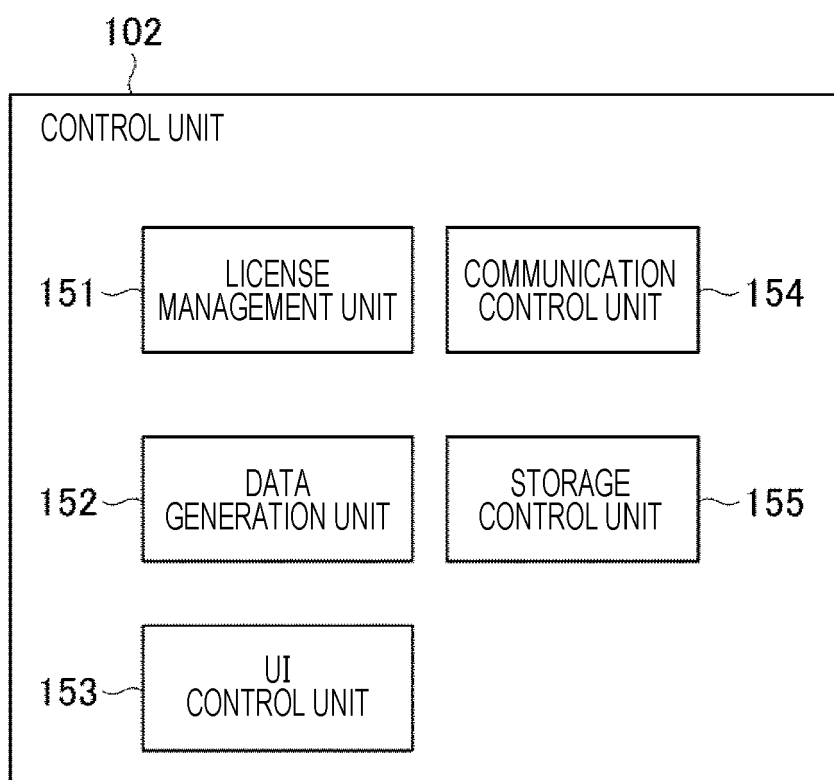 102
CONTROL UNIT
151
LICENSE
MANAGEMENT UNIT
COMMUNICATION
CONTROL UNIT
154
152
DATA
GENERATION UNIT
STORAGE
CONTROL UNIT
155
153
UI
CONTROL UNIT